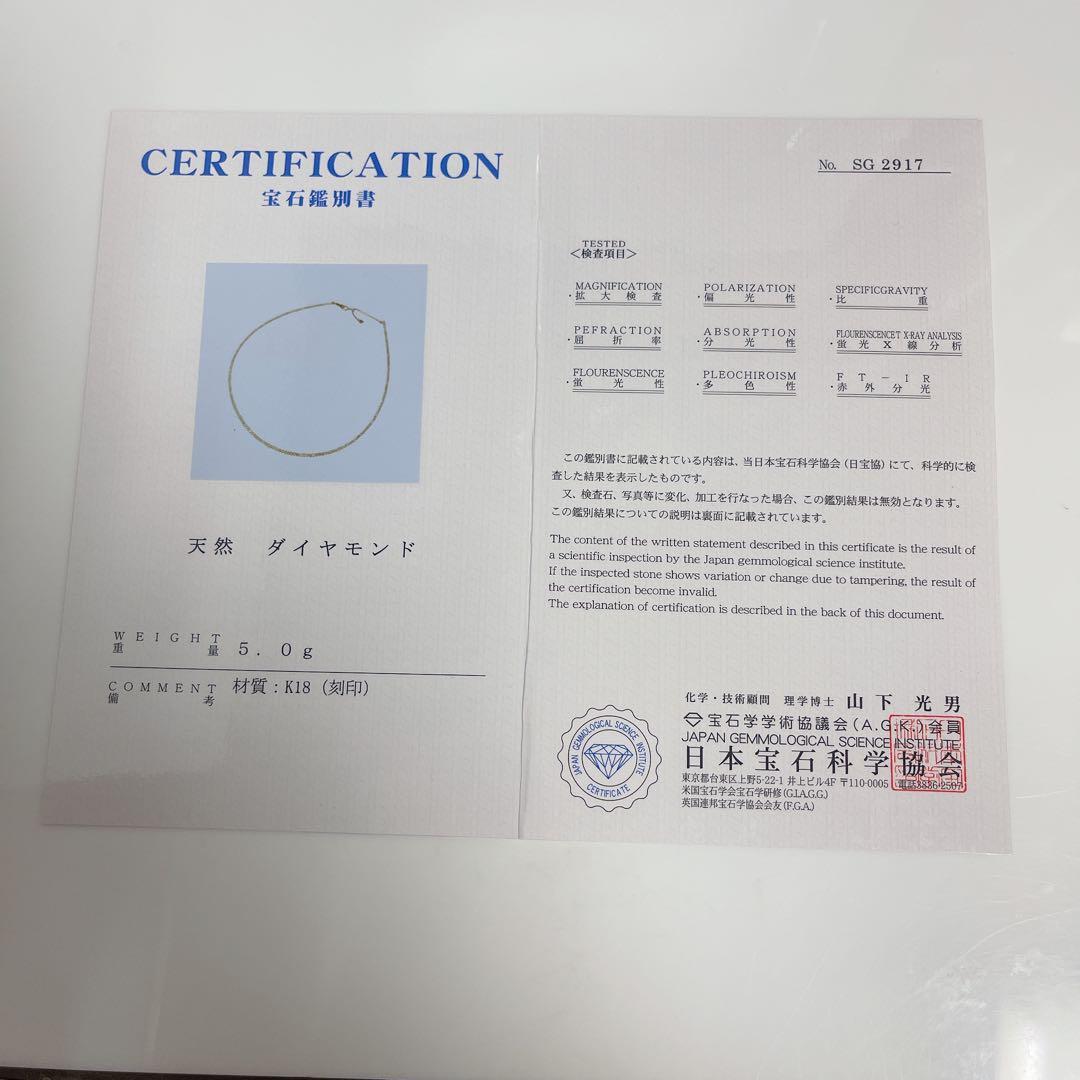 CERTIFICATION
宝石鑑別書
天然 ダイヤモンド
WEIGHT
重量 5.0g
COMMENT
備考 材質:K18(刻印)
No. SG 2917
TESTED
<検査項目>
MAGNIFICATION POLARIZATION SPECIFICGRAVITY
・拡大検査 ・偏光性 ・比重
PEFRACTION ABSORPTION FLOURENSCENCET X-RAY ANALYSIS
・屈折率 ・分光性 ・蛍光X線分析
FLOURENSCENCE PLEOCHIROISM FT-IR
・蛍光性 ・多色性 ・赤外分光
この鑑別書に記載されている内容は、当日本宝石科学協会(日宝協)にて、科学的に検
査した結果を表示したものです。
又、検査石、写真等に変化、加工を行なった場合、この鑑別結果は無効となります。
この鑑別結果についての説明は裏面に記載されています。
The content of the written statement described in this certificate is the result of
a scientific inspection by the Japan gemmological science institute.
If the inspected stone shows variation or change due to tampering, the result of
the certification become invalid.
The explanation of certification is described in the back of this document.
化学・技術顧問 理学博士 山下光男
宝石学学術協議会(A.G.K.)会員
JAPAN GEMMOLOGICAL SCIENCE INSTITUTE
日本宝石科学協会
東京都台東区上野5-22-1 井上ビル4F 〒110-0005 電話3836-2507
米国宝石学会宝石学研修(G.I.A.G.G.)
英国連邦宝石学協会会友(F.G.A.)
JAPAN GEMMOLOGICAL SCIENCE INSTITUTE
CERTIFICATE